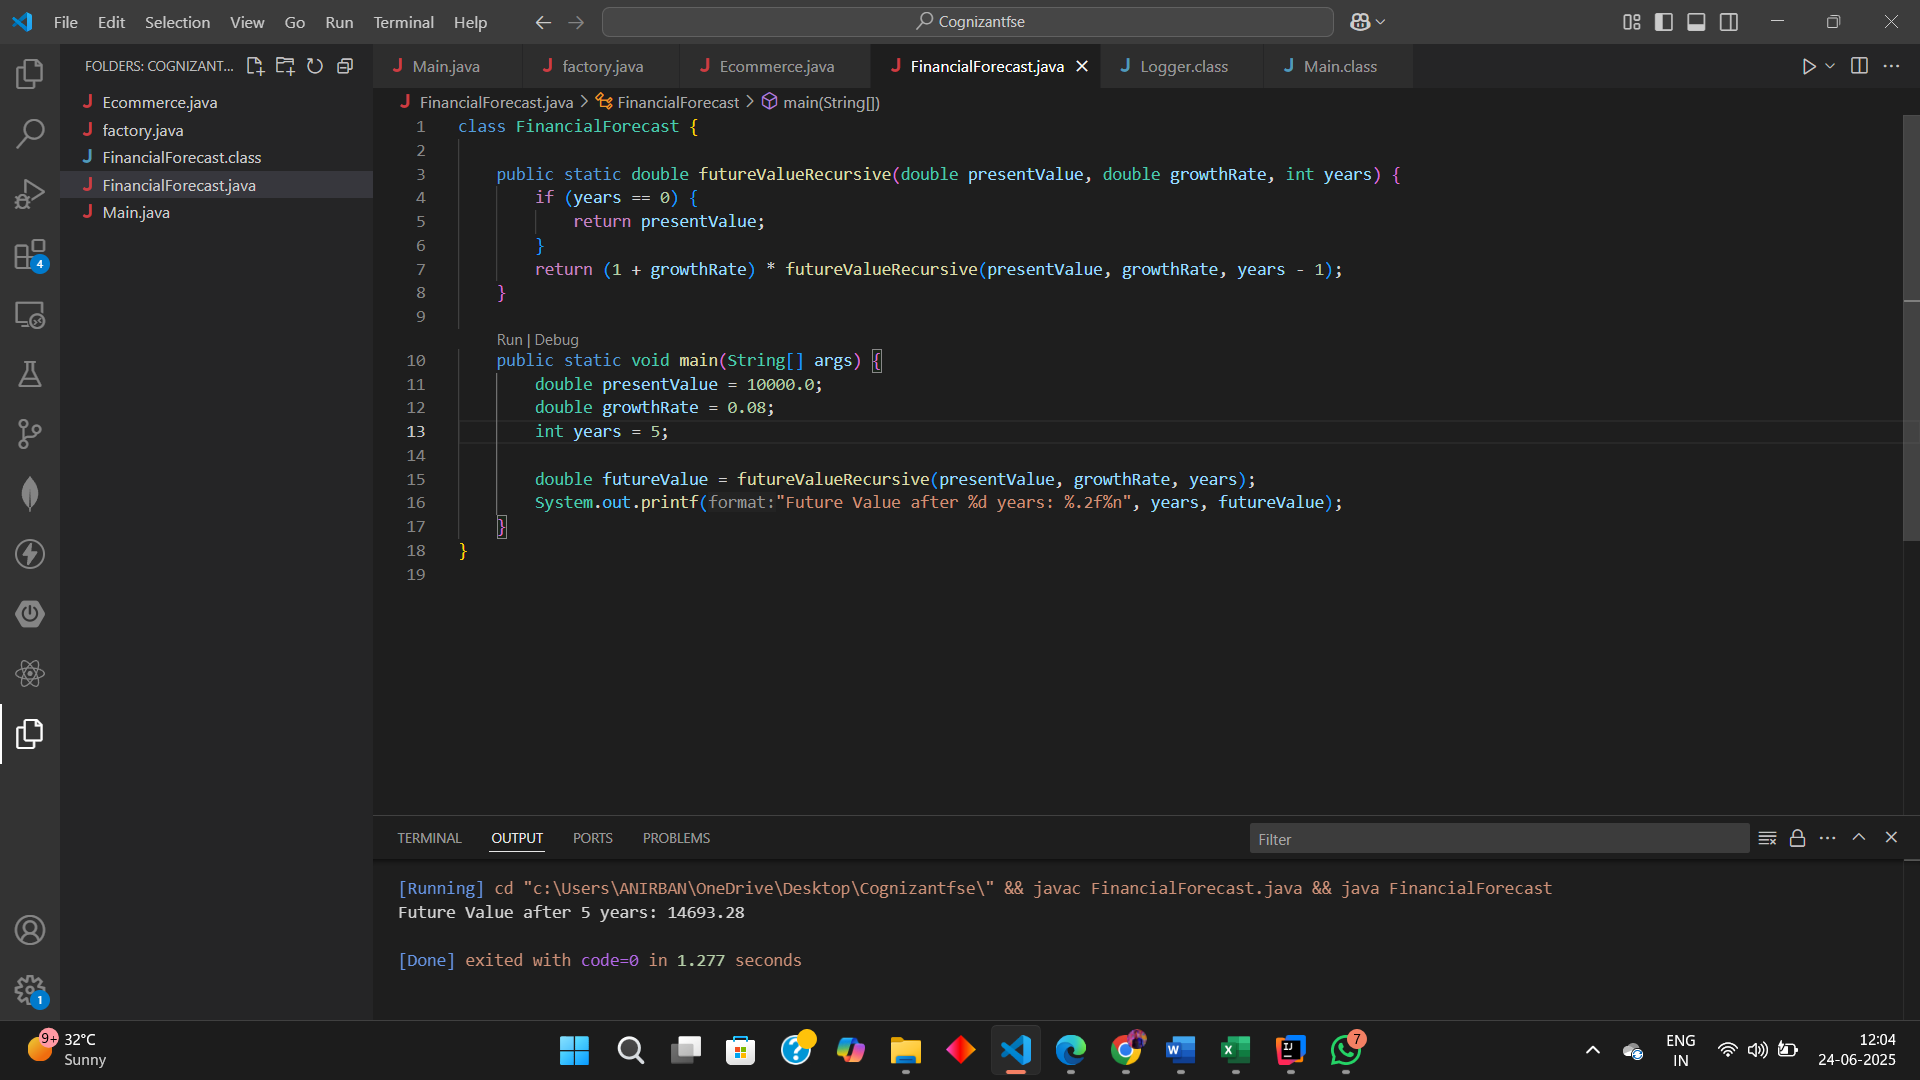 File Edit Selection View Go Run Terminal Help
Cognizantfse
FOLDERS: COGNIZANT...
Ecommerce.java
factory.java
FinancialForecast.class
FinancialForecast.java
Main.java
4
1
Main.java factory.java Ecommerce.java FinancialForecast.java Logger.class Main.class
FinancialForecast.java > FinancialForecast > main(String[])
1 class FinancialForecast {
2
3 public static double futureValueRecursive(double presentValue, double growthRate, int years) {
4 if (years == 0) {
5 return presentValue;
6 }
7 return (1 + growthRate) * futureValueRecursive(presentValue, growthRate, years - 1);
8 }
9
Run | Debug
10 public static void main(String[] args) {
11 double presentValue = 10000.0;
12 double growthRate = 0.08;
13 int years = 5;
14
15 double futureValue = futureValueRecursive(presentValue, growthRate, years);
16 System.out.printf(format:"Future Value after %d years: %.2f%n", years, futureValue);
17 }
18 }
19
TERMINAL OUTPUT PORTS PROBLEMS
Filter
[Running] cd "c:\Users\ANIRBAN\OneDrive\Desktop\Cognizantfse\" && javac FinancialForecast.java && java FinancialForecast
Future Value after 5 years: 14693.28
[Done] exited with code=0 in 1.277 seconds
9+
32°C
Sunny
7
ENG
IN
12:04
24-06-2025